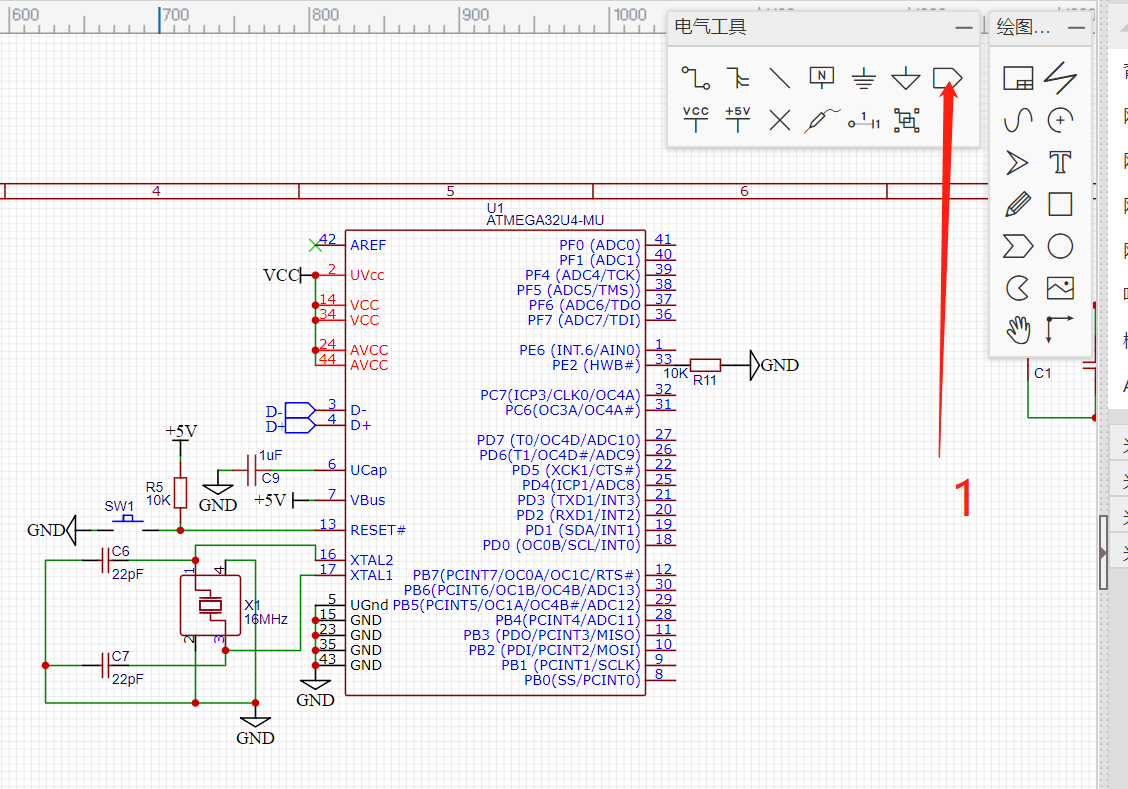 600
700
800
900
1000
电气工具
绘图...
N
VCC
+5V
1
1
T
4
5
6
U1
ATMEGA32U4-MU
42 AREF
VCC 2 UVcc
14 VCC
34 VCC
24 AVCC
44 AVCC
D- 3 D-
D+ 4 D+
1uF
C9
6 UCap
GND
+5V 7 VBus
+5V
R5
10K
SW1
GND
13 RESET#
16 XTAL2
17 XTAL1
C6
22pF
1
4
2
3
X1
16MHz
C7
22pF
GND
5 UGnd
15 GND
23 GND
35 GND
43 GND
GND
PF0 (ADC0) 41
PF1 (ADC1) 40
PF4 (ADC4/TCK) 39
PF5 (ADC5/TMS)) 38
PF6 (ADC6/TDO 37
PF7 (ADC7/TDI) 36
PE6 (INT.6/AIN0) 1
PE2 (HWB#) 33
10K
R11
GND
PC7(ICP3/CLK0/OC4A) 32
PC6(OC3A/OC4A#) 31
PD7 (T0/OC4D/ADC10) 27
PD6(T1/OC4D#/ADC9) 26
PD5 (XCK1/CTS#) 22
PD4(ICP1/ADC8) 25
PD3 (TXD1/INT3) 21
PD2 (RXD1/INT2) 20
PD1 (SDA/INT1) 19
PD0 (OC0B/SCL/INT0) 18
PB7(PCINT7/OC0A/OC1C/RTS#) 12
PB6(PCINT6/OC1B/OC4B/ADC13) 30
PB5(PCINT5/OC1A/OC4B#/ADC12) 29
PB4(PCINT4/ADC11) 28
PB3 (PDO/PCINT3/MISO) 11
PB2 (PDI/PCINT2/MOSI) 10
PB1 (PCINT1/SCLK) 9
PB0(SS/PCINT0) 8
C1
1